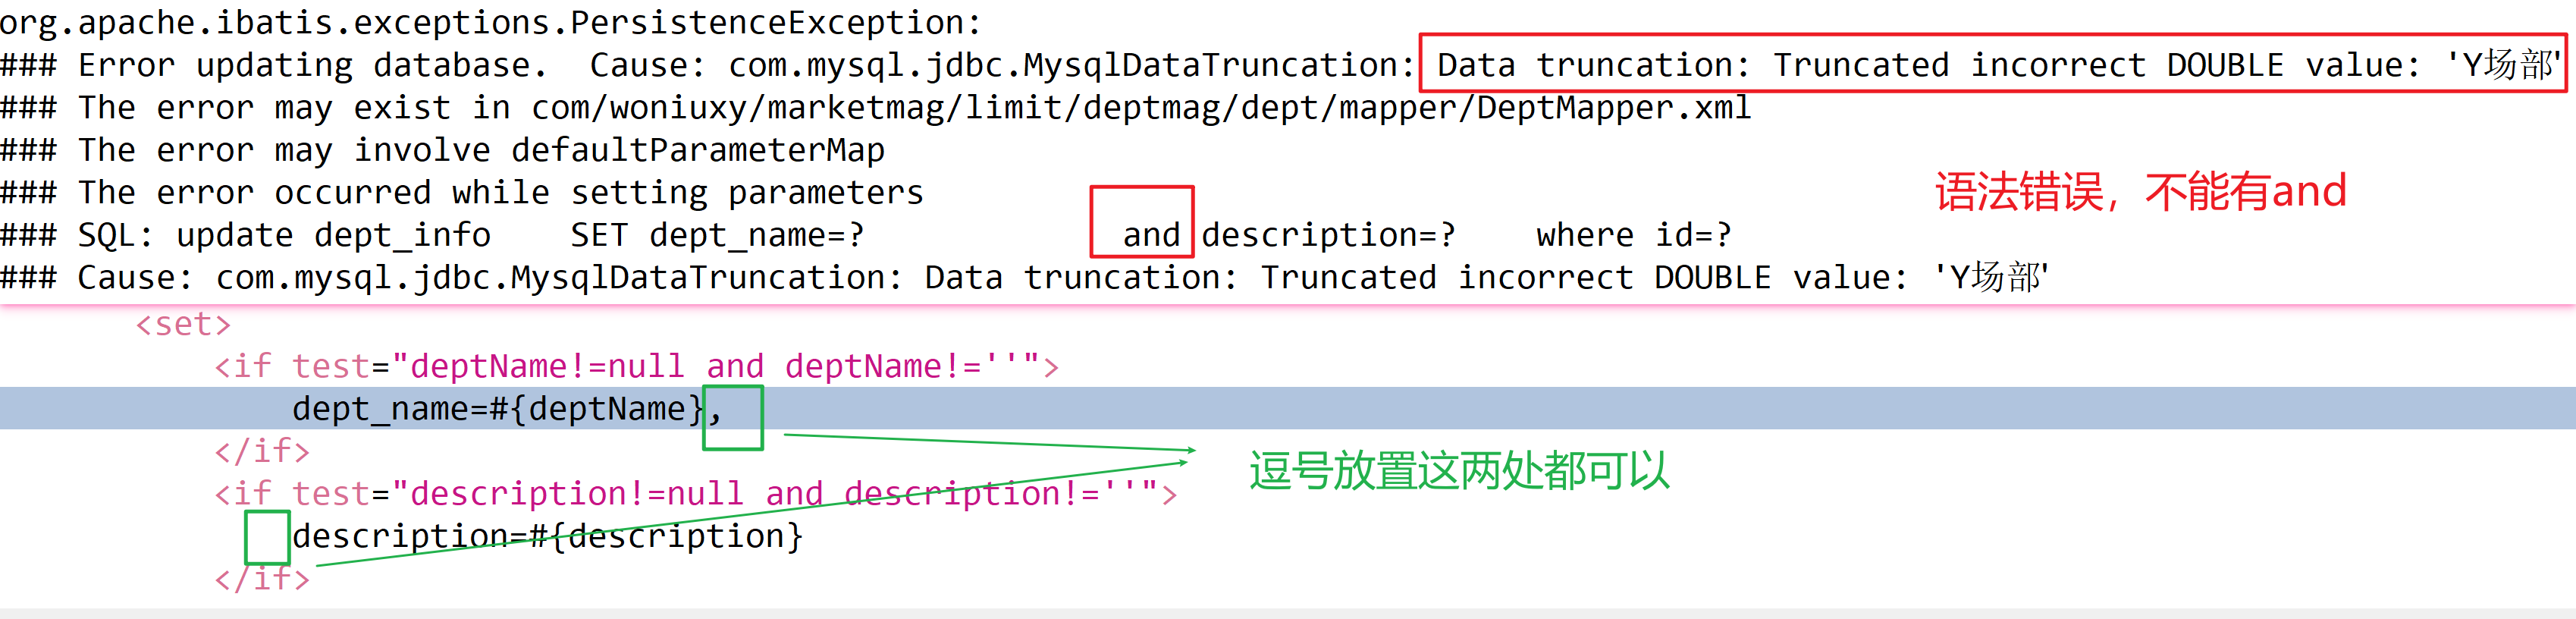 org.apache.ibatis.exceptions.PersistenceException:
### Error updating database.  Cause: com.mysql.jdbc.MysqlDataTruncation: Data truncation: Truncated incorrect DOUBLE value: 'Y场部'
### The error may exist in com/woniuxy/marketmag/limit/deptmag/dept/mapper/DeptMapper.xml
### The error may involve defaultParameterMap
### The error occurred while setting parameters
语法错误，不能有and
### SQL: update dept_info    SET dept_name=?             and description=?    where id=?
### Cause: com.mysql.jdbc.MysqlDataTruncation: Data truncation: Truncated incorrect DOUBLE value: 'Y场部'
<set>
<if test="deptName!=null and deptName!=''">
dept_name=#{deptName},
</if>
逗号放置这两处都可以
<if test="description!=null and description!=''">
description=#{description}
</if>